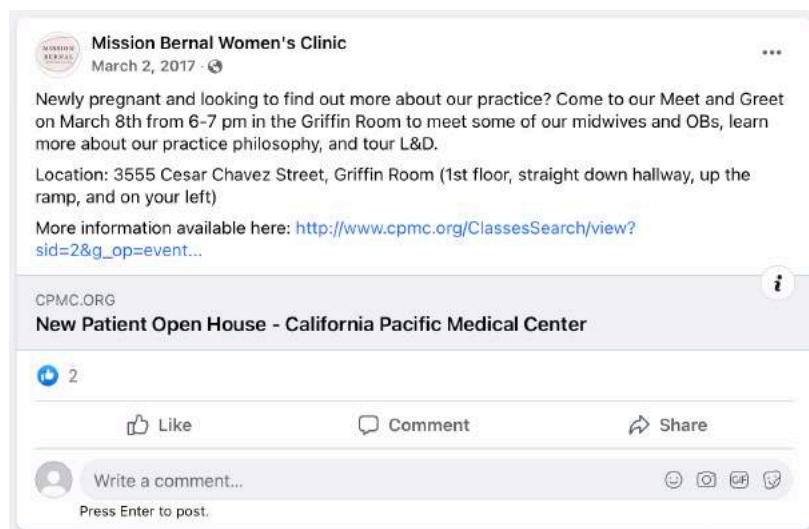 MISSION
BERNAL
Mission Bernal Women's Clinic
March 2, 2017 ·
Newly pregnant and looking to find out more about our practice? Come to our Meet and Greet
on March 8th from 6-7 pm in the Griffin Room to meet some of our midwives and OBs, learn
more about our practice philosophy, and tour L&D.
Location: 3555 Cesar Chavez Street, Griffin Room (1st floor, straight down hallway, up the
ramp, and on your left)
More information available here: http://www.cpmc.org/ClassesSearch/view?
sid=2&g_op=event...
i
CPMC.ORG
New Patient Open House - California Pacific Medical Center
2
Like Comment Share
Write a comment...
GIF
Press Enter to post.